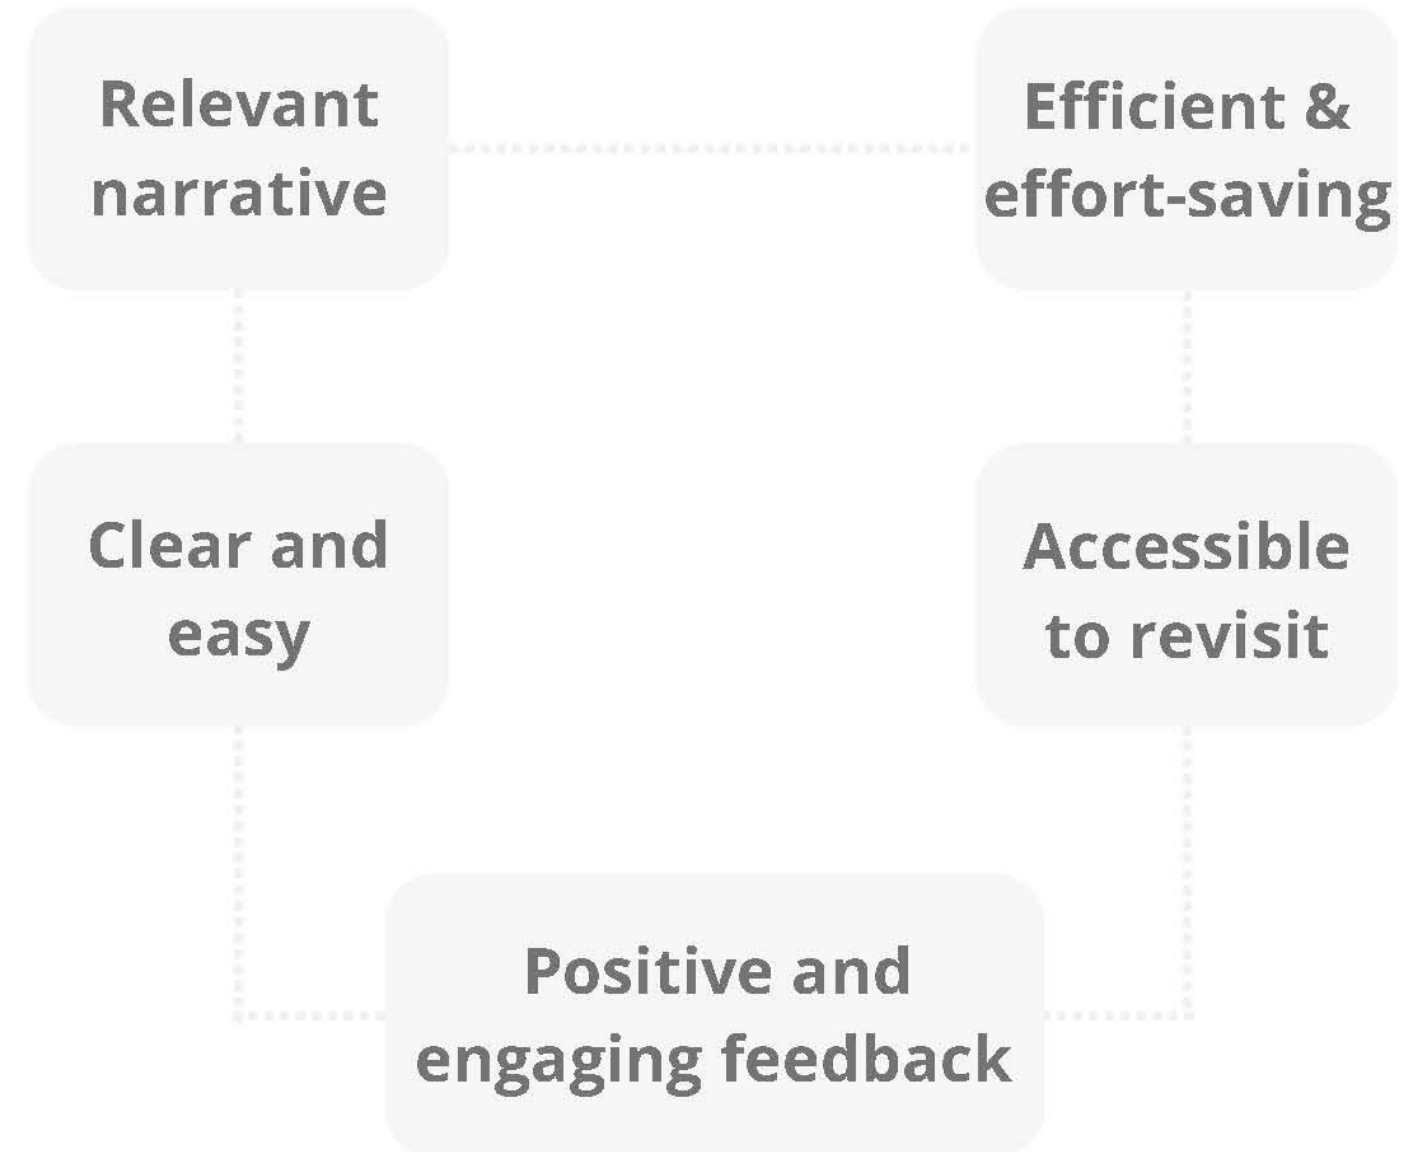 Relevant
narrative
Efficient &
effort-saving
Clear and
easy
Accessible
to revisit
Positive and
engaging feedback